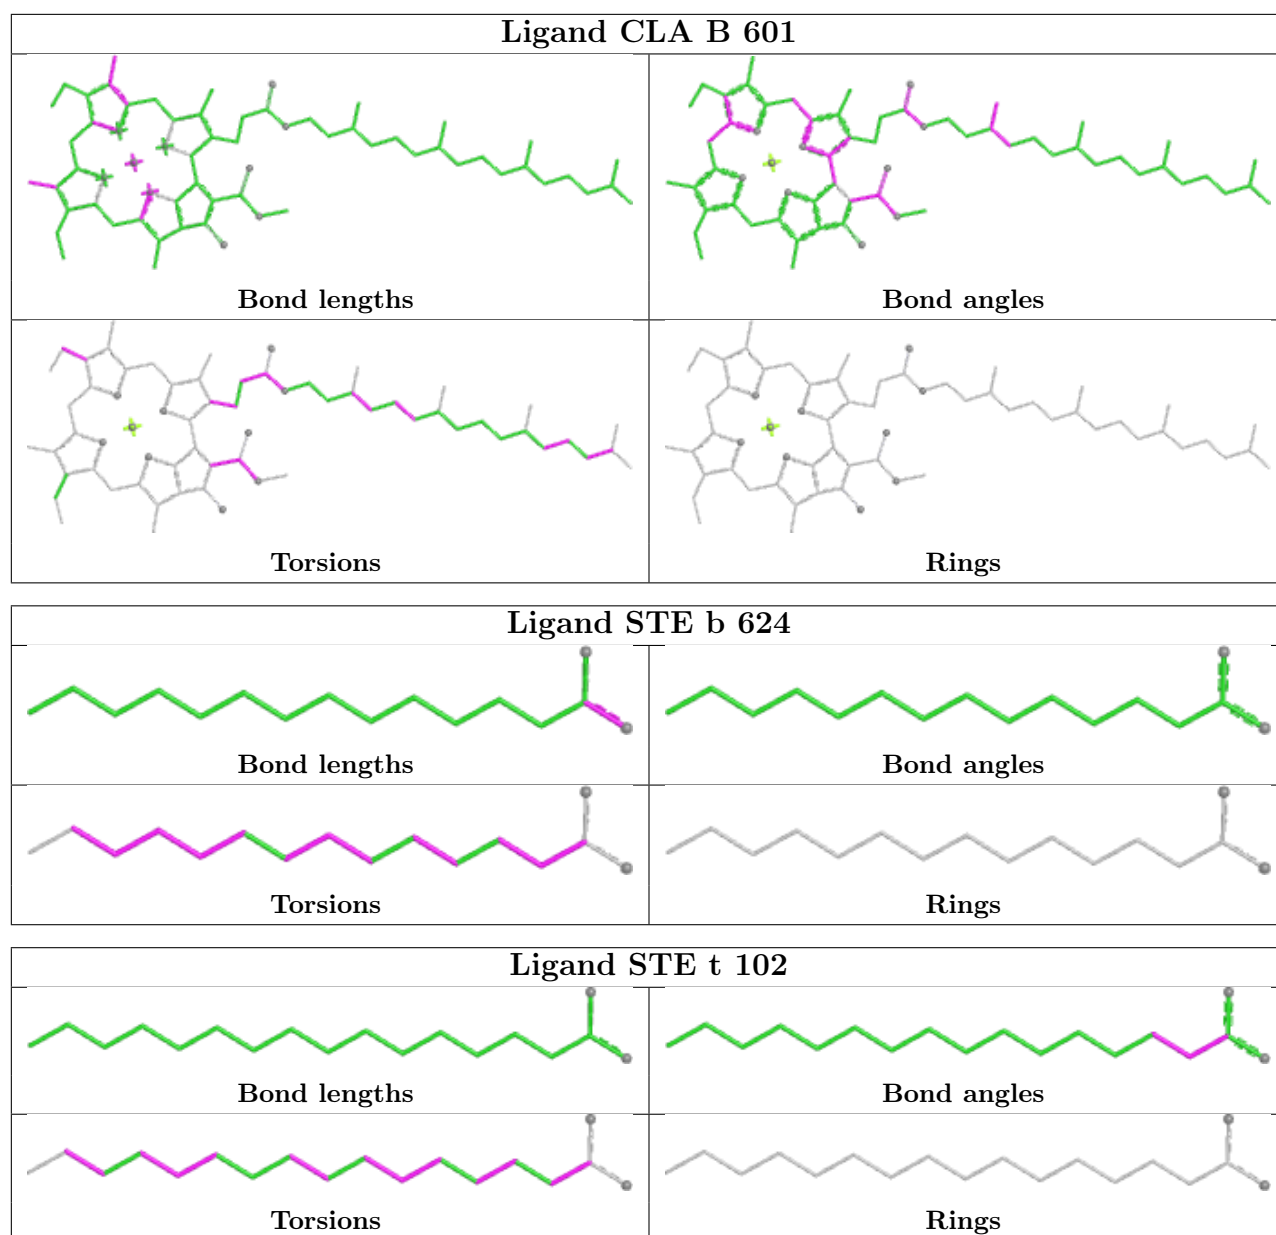 Ligand CLA B 601
Bond lengths
Bond angles
Torsions
Rings
Ligand STE b 624
Bond lengths
Bond angles
Torsions
Rings
Ligand STE t 102
Bond lengths
Bond angles
Torsions
Rings